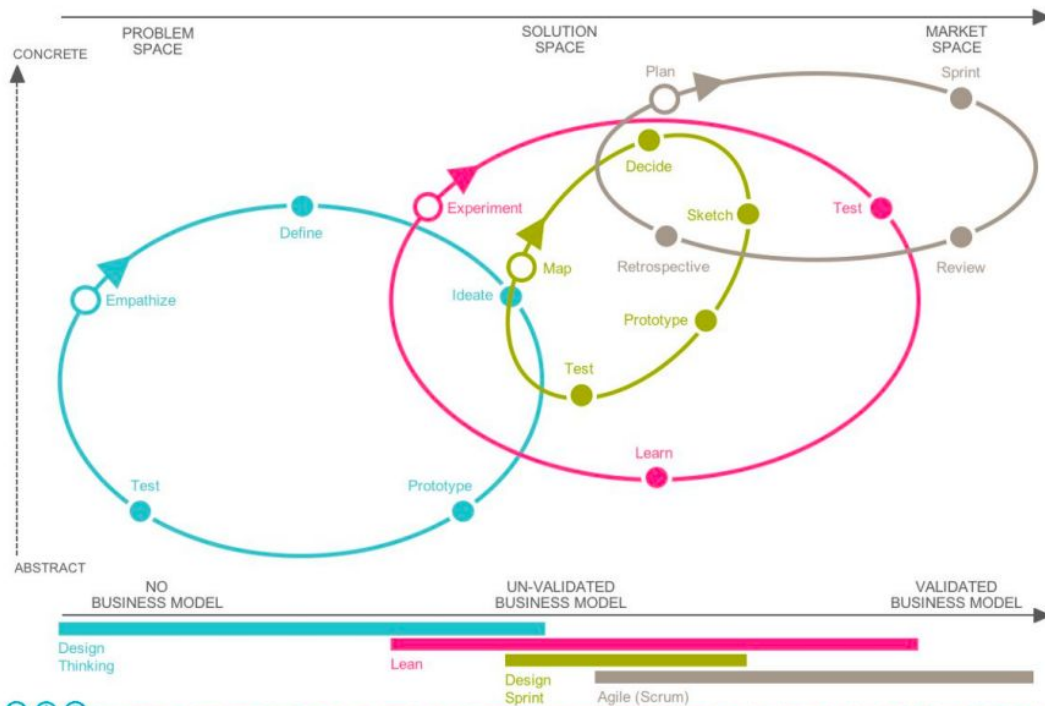 PROBLEM
SPACE
SOLUTION
SPACE
MARKET
SPACE
CONCRETE
Plan
Sprint
Decide
Experiment
Sketch
Test
Define
Map
Retrospective
Review
Empathize
Ideate
Prototype
Test
Learn
Test
Prototype
ABSTRACT
NO
BUSINESS MODEL
UN-VALIDATED
BUSINESS MODEL
VALIDATED
BUSINESS MODEL
Design
Thinking
Lean
Design
Sprint
Agile (Scrum)